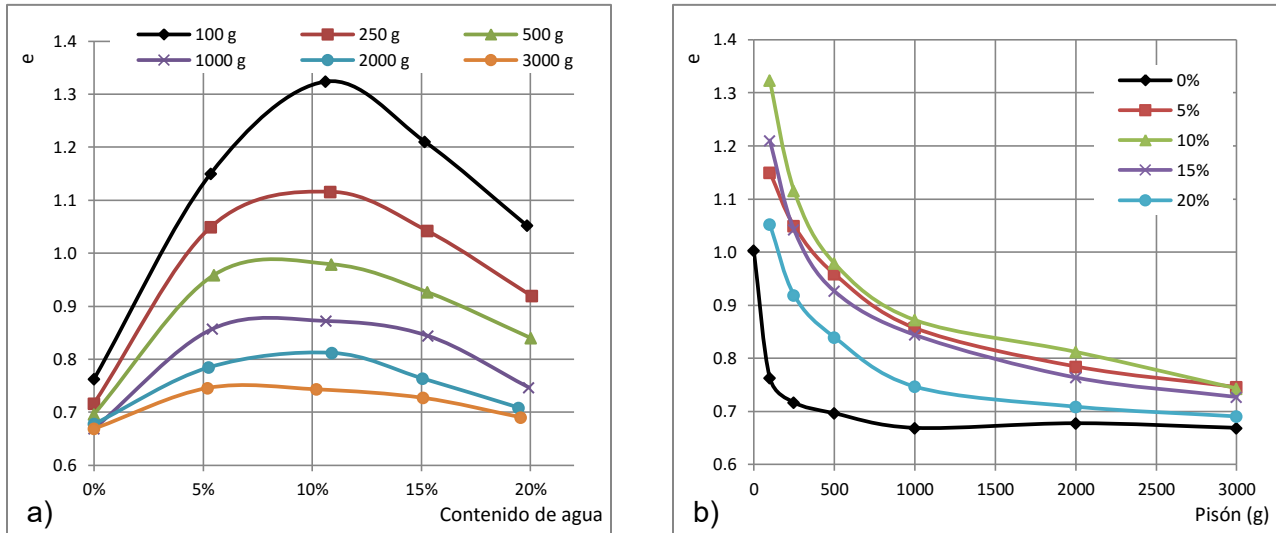 100 g 250 g 500 g
1000 g 2000 g 3000 g
e
1.4
1.3
1.2
1.1
1.0
0.9
0.8
0.7
0.6
0% 5% 10% 15% 20%
a) Contenido de agua
e
1.4
1.3
1.2
1.1
1.0
0.9
0.8
0.7
0.6
0%
5%
10%
15%
20%
0 500 1000 1500 2000 2500 3000
b) Pisón (g)